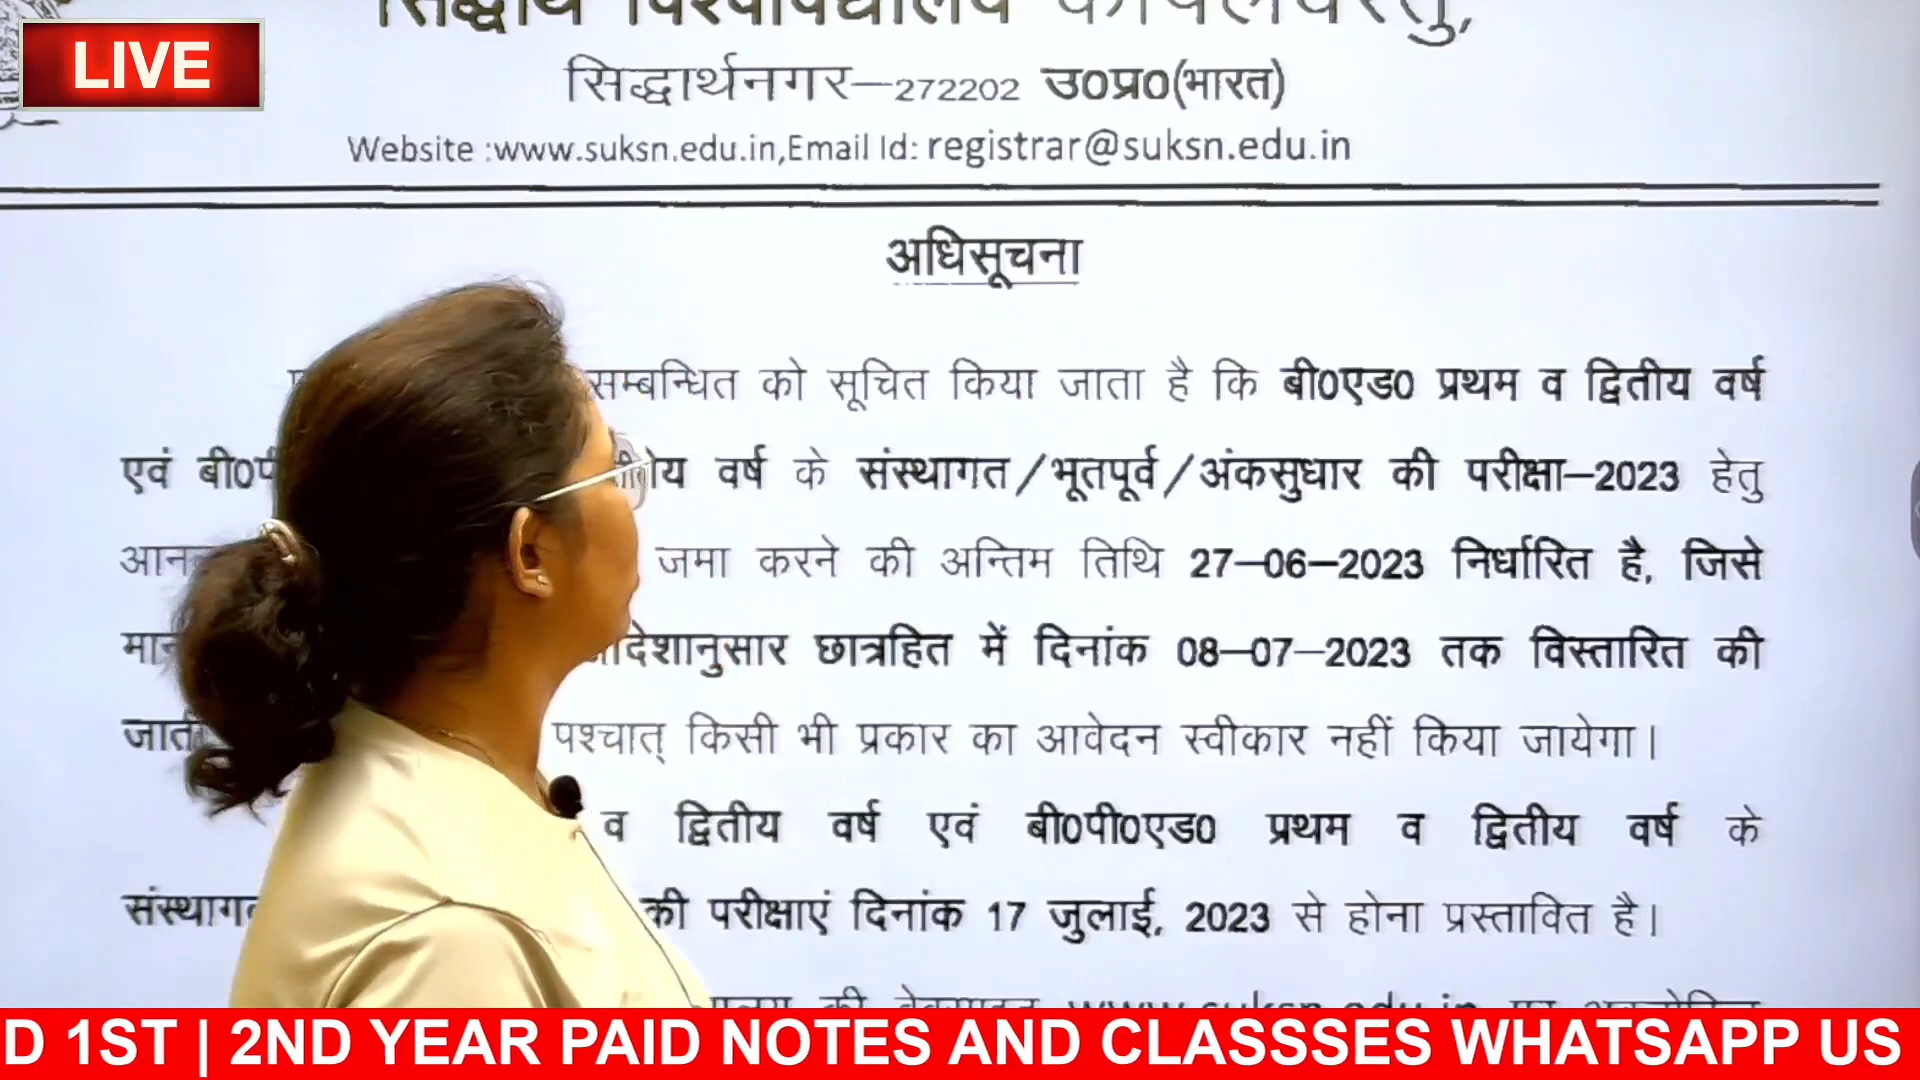 LIVE
सिद्धार्थ विश्वविद्यालय
सिद्धार्थनगर—272202 उ0प्र0(भारत)
Website :www.suksn.edu.in,Email Id: registrar@suksn.edu.in
अधिसूचना
सम्बन्धित को सूचित किया जाता है कि बी0एड0 प्रथम व द्वितीय वर्ष
एवं वर्ष के संस्थागत/भूतपूर्व/अंकसुधार की परीक्षा—2023 हेतु
जमा करने की अन्तिम तिथि 27—06—2023 निर्धारित है, जिसे
छात्रहित में दिनांक 08—07—2023 तक विस्तारित की
पश्चात् किसी भी प्रकार का आवेदन स्वीकार नहीं किया जायेगा।
व द्वितीय वर्ष एवं बी0पी0एड0 प्रथम व द्वितीय वर्ष के
की परीक्षाएं दिनांक 17 जुलाई, 2023 से होना प्रस्तावित है।
D 1ST | 2ND YEAR PAID NOTES AND CLASSSES WHATSAPP US